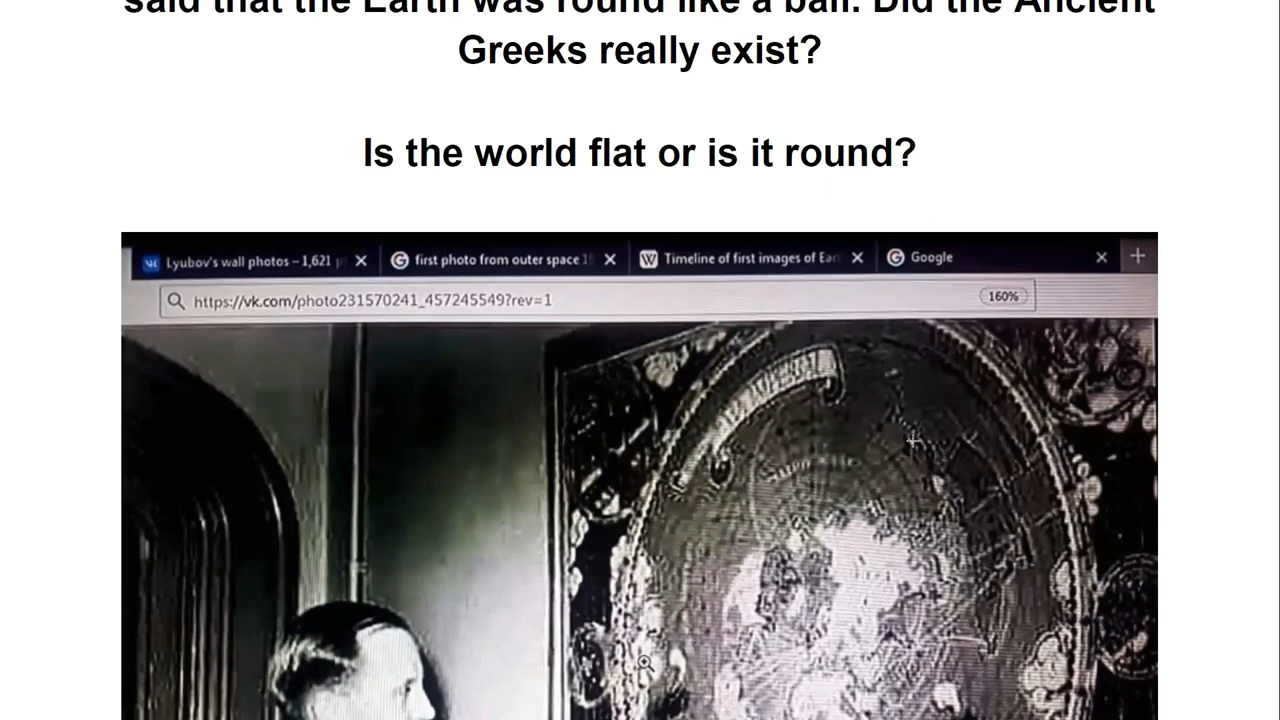 said that the Earth was round like a ball. Did the Ancient
Greeks really exist?
Is the world flat or is it round?
Lyubov's wall photos – 1,621
first photo from outer space
Timeline of first images of Ear
Google
https://vk.com/photo231570241_457245549?rev=1
160%